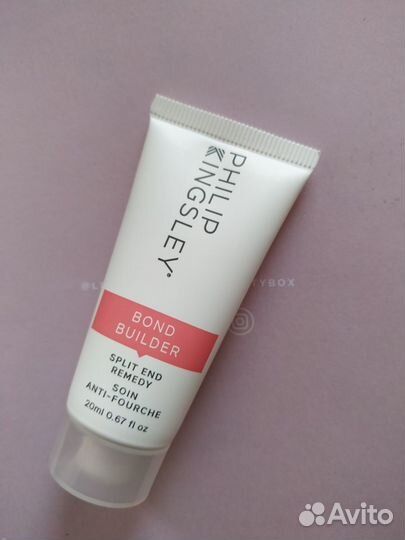 PHILIP
KINGSLEY®
BOND
BUILDER
SPLIT END
REMEDY
SOIN
ANTI-FOURCHE
20ml 0.67 fl oz
Avito